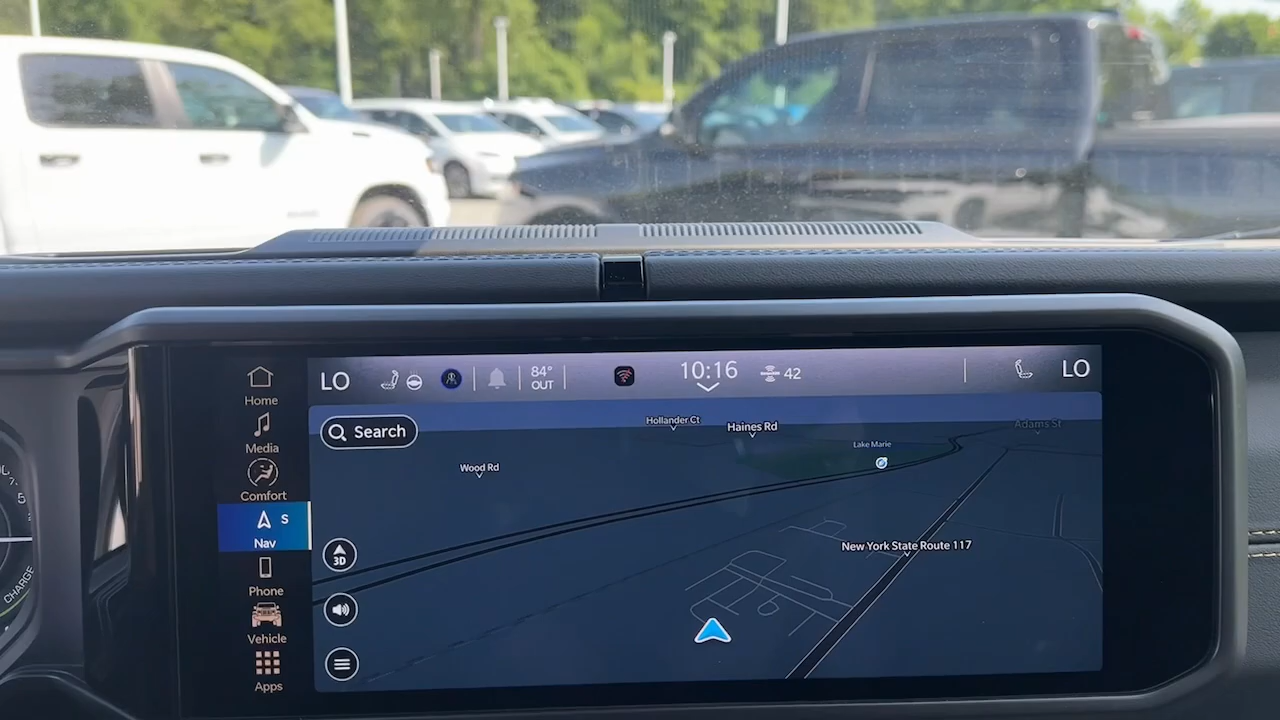 LO
84°
OUT
10:16
42
LO
Home
Media
Comfort
S
Nav
Phone
Vehicle
Apps
Search
Hollander Ct
Haines Rd
Adams St
Lake Marie
Wood Rd
New York State Route 117
3D
5
CHARGE